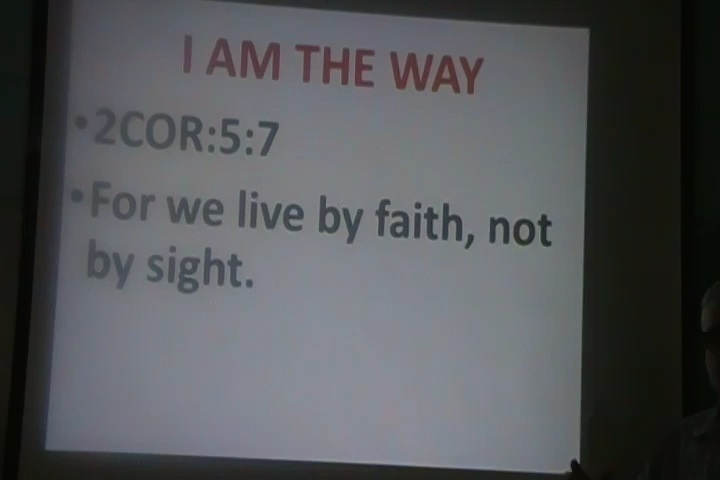 I AM THE WAY
•2COR:5:7
•For we live by faith, not
by sight.